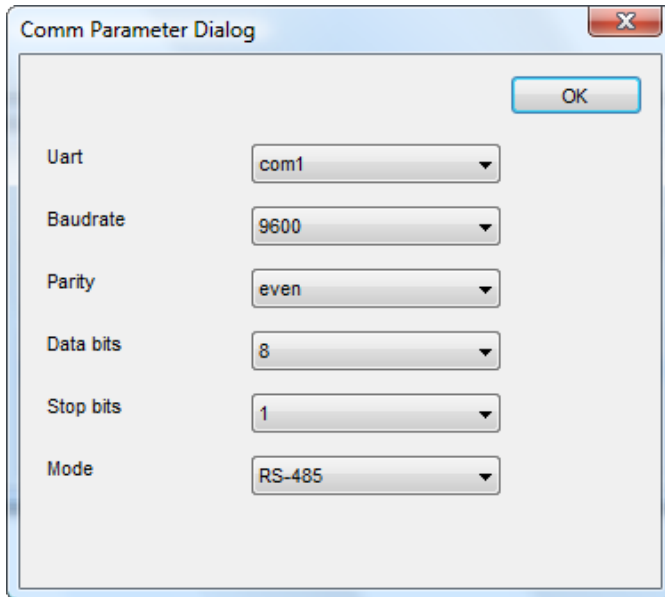 Comm Parameter Dialog
OK
Uart com1
Baudrate 9600
Parity even
Data bits 8
Stop bits 1
Mode RS-485